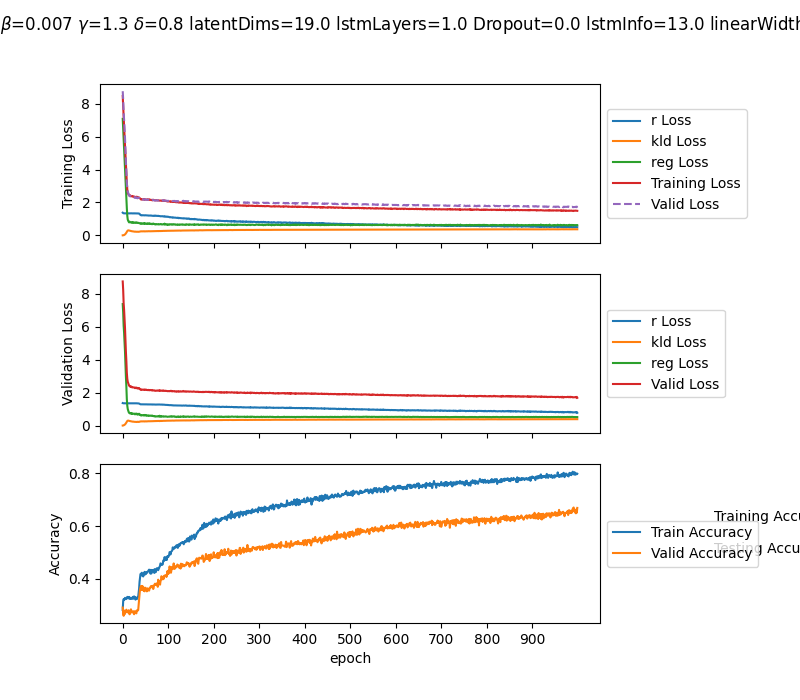 β=0.007 γ=1.3 δ=0.8 latentDims=19.0 lstmLayers=1.0 Dropout=0.0 lstmInfo=13.0 linearWidth
Training Loss
8
6
4
2
0
r Loss
kld Loss
reg Loss
Training Loss
Valid Loss
Validation Loss
8
6
4
2
0
r Loss
kld Loss
reg Loss
Valid Loss
Accuracy
0.8
0.6
0.4
Training Accu
Train Accuracy
Valid Accuracy
Testing Accu
0 100 200 300 400 500 600 700 800 900
epoch